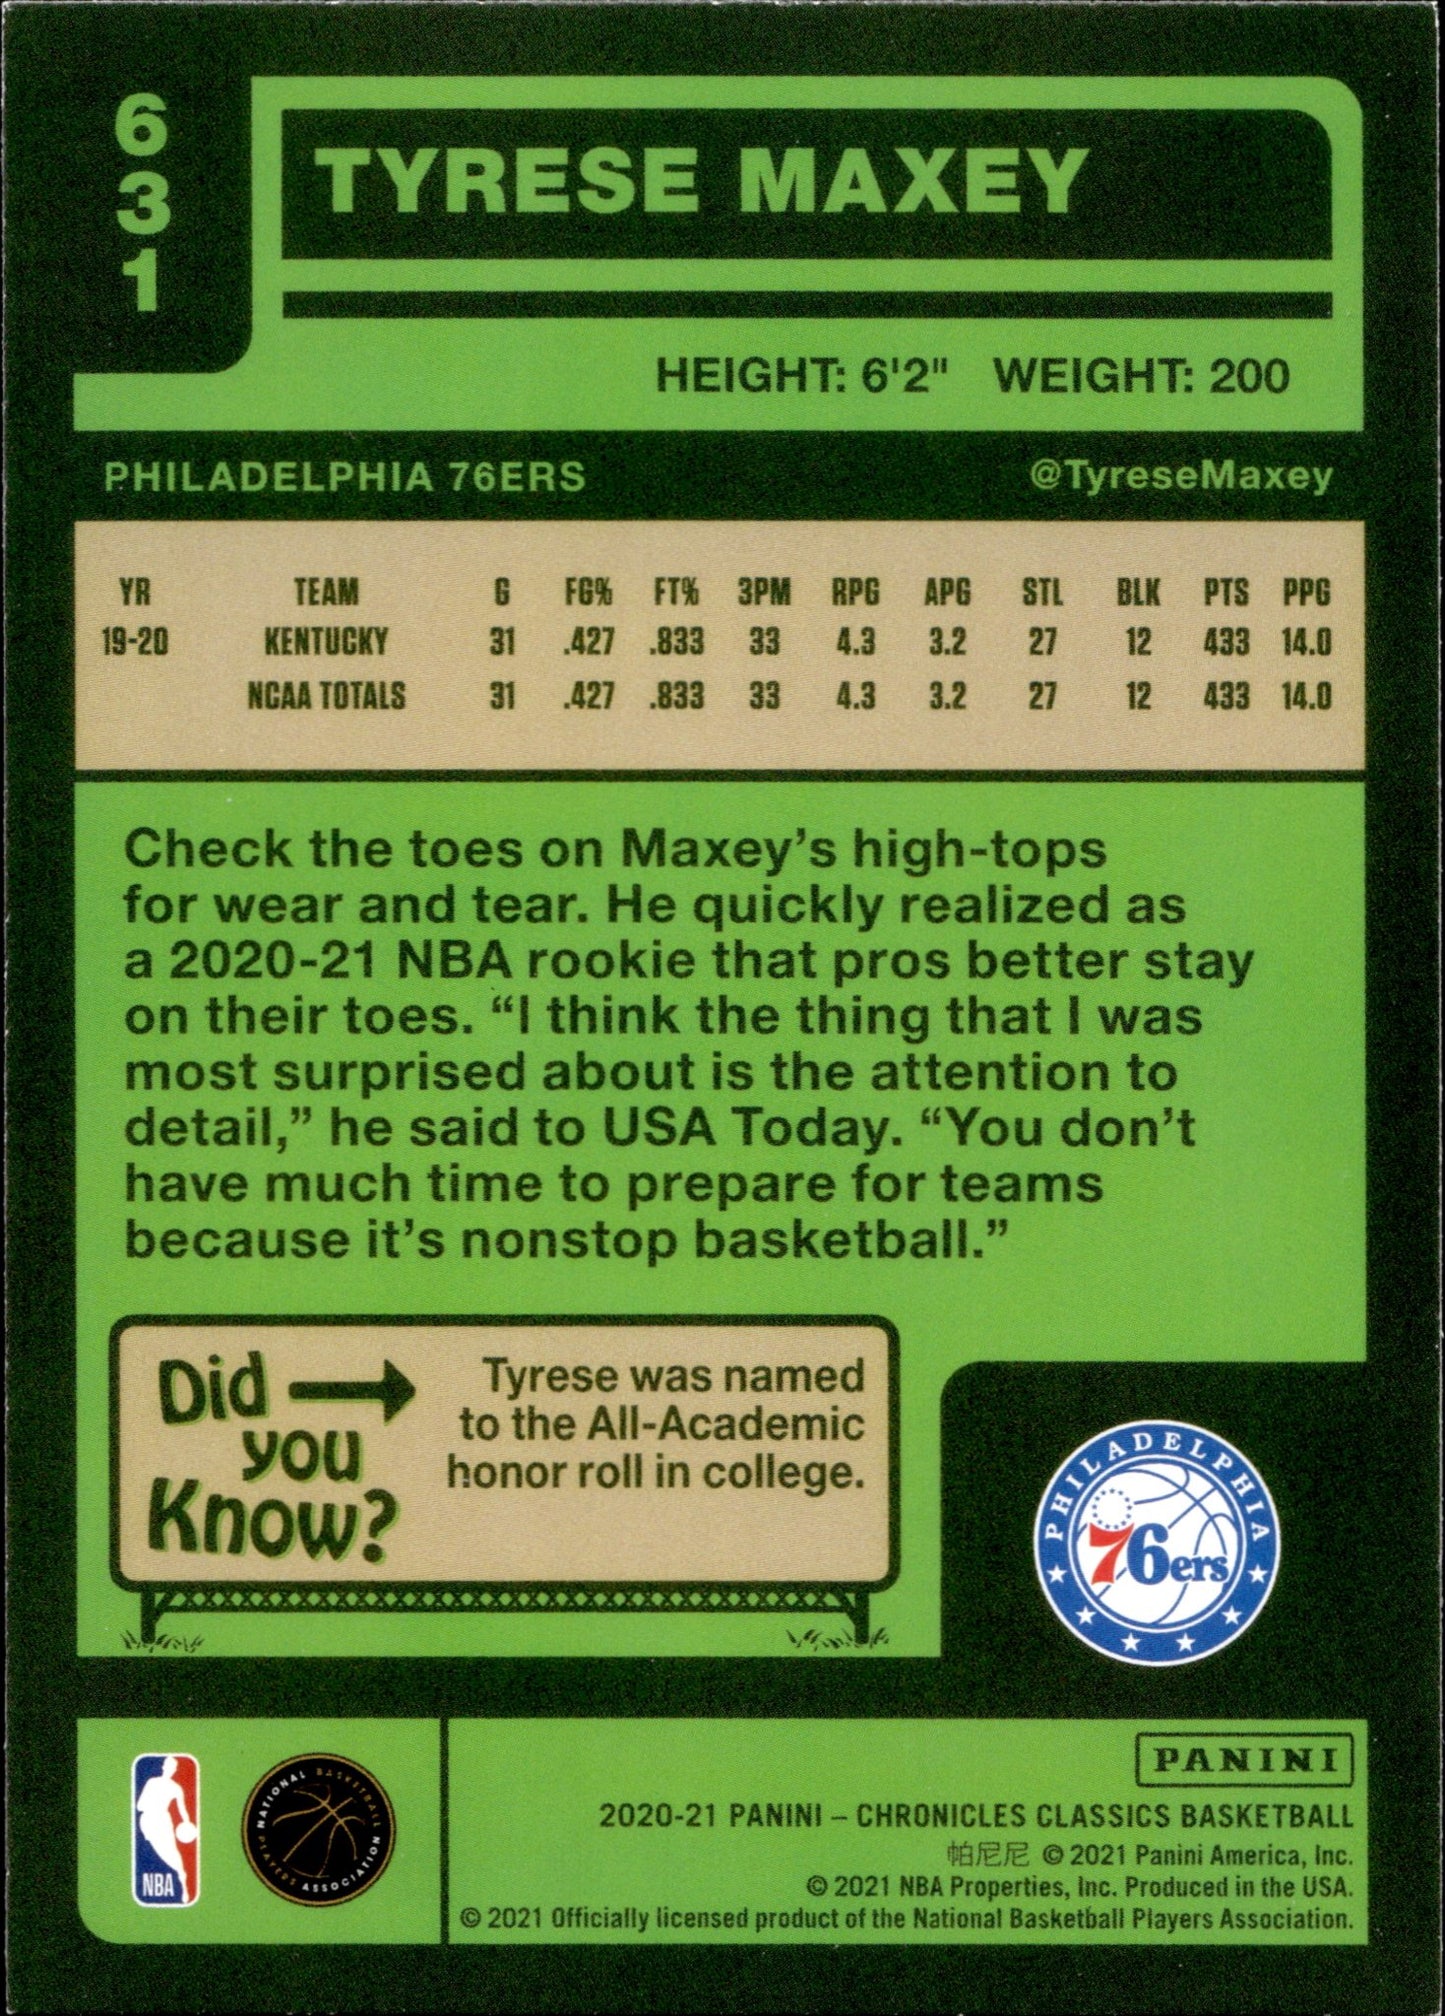 631
TYRESE MAXEY
HEIGHT: 6'2" WEIGHT: 200
PHILADELPHIA 76ERS @TyreseMaxey
YR TEAM G FG% FT% 3PM RPG APG STL BLK PTS PPG
19-20 KENTUCKY 31 .427 .833 33 4.3 3.2 27 12 433 14.0
NCAA TOTALS 31 .427 .833 33 4.3 3.2 27 12 433 14.0
Check the toes on Maxey’s high-tops
for wear and tear. He quickly realized as
a 2020-21 NBA rookie that pros better stay
on their toes. “I think the thing that I was
most surprised about is the attention to
detail,” he said to USA Today. “You don’t
have much time to prepare for teams
because it’s nonstop basketball.”
Did
you
Know?
Tyrese was named
to the All-Academic
honor roll in college.
PHILADELPHIA
76ers
NBA
NATIONAL BASKETBALL
PLAYERS ASSOCIATION
PANINI
2020-21 PANINI – CHRONICLES CLASSICS BASKETBALL
帕尼尼 © 2021 Panini America, Inc.
© 2021 NBA Properties, Inc. Produced in the USA.
© 2021 Officially licensed product of the National Basketball Players Association.